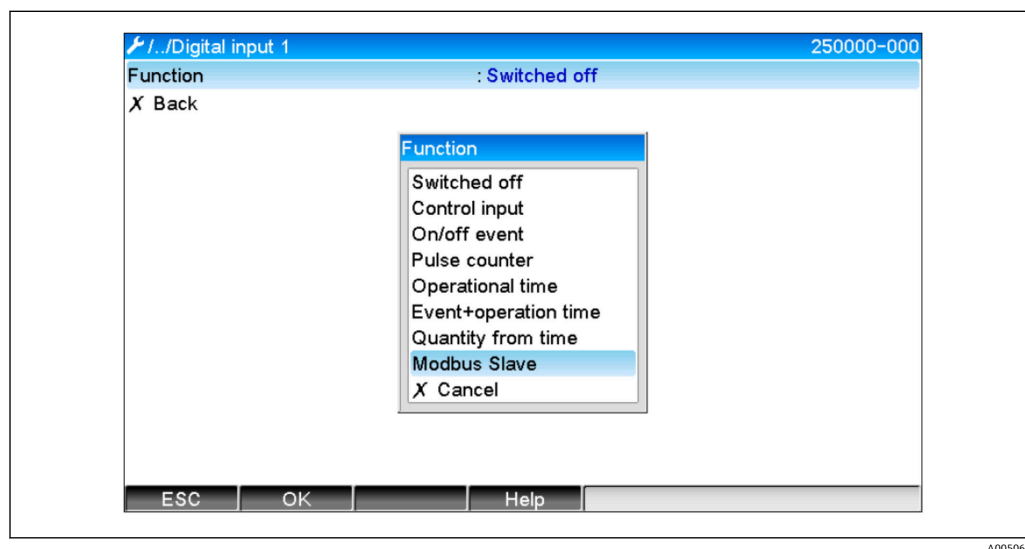 /../Digital input 1 250000-000
Function : Switched off
X Back
Function
Switched off
Control input
On/off event
Pulse counter
Operational time
Event+operation time
Quantity from time
Modbus Slave
X Cancel
ESC OK Help